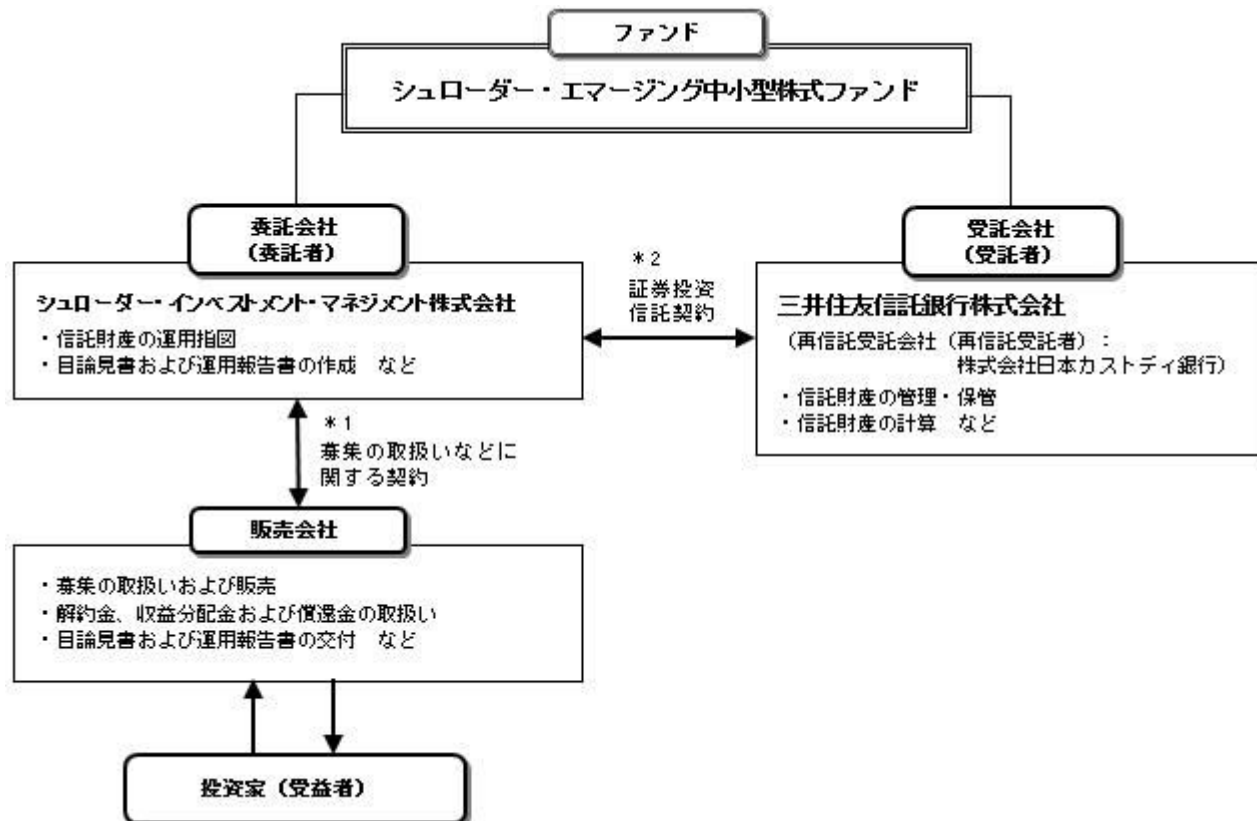 ファンド
シュローダー・エマージング中小型株式ファンド
委託会社
（委託者）
シュローダー・インベストメント・マネジメント株式会社
・信託財産の運用指図
・目論見書および運用報告書の作成　など
＊2
証券投資
信託契約
受託会社
（受託者）
三井住友信託銀行株式会社
（再信託受託会社（再信託受託者）：
株式会社日本カストディ銀行）
・信託財産の管理・保管
・信託財産の計算　など
＊1
募集の取扱いなどに
関する契約
販売会社
・募集の取扱いおよび販売
・解約金、収益分配金および償還金の取扱い
・目論見書および運用報告書の交付　など
投資家（受益者）